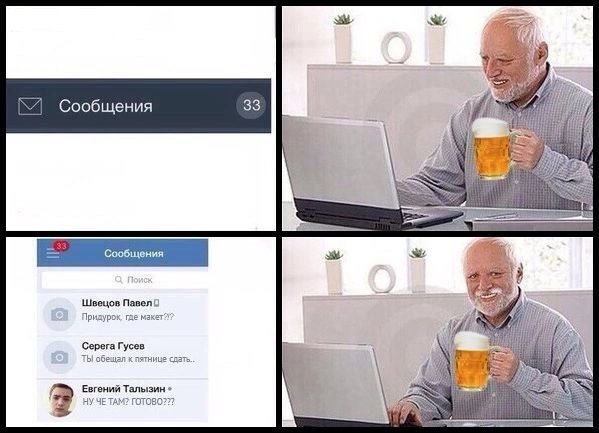 Сообщения 33
33
Сообщения
Поиск
Швецов Павел
Придурок, где макет?!?
Серега Гусев
ТЫ обещал к пятнице сдать..
Евгений Талызин
НУ ЧЕ ТАМ? ГОТОВО???